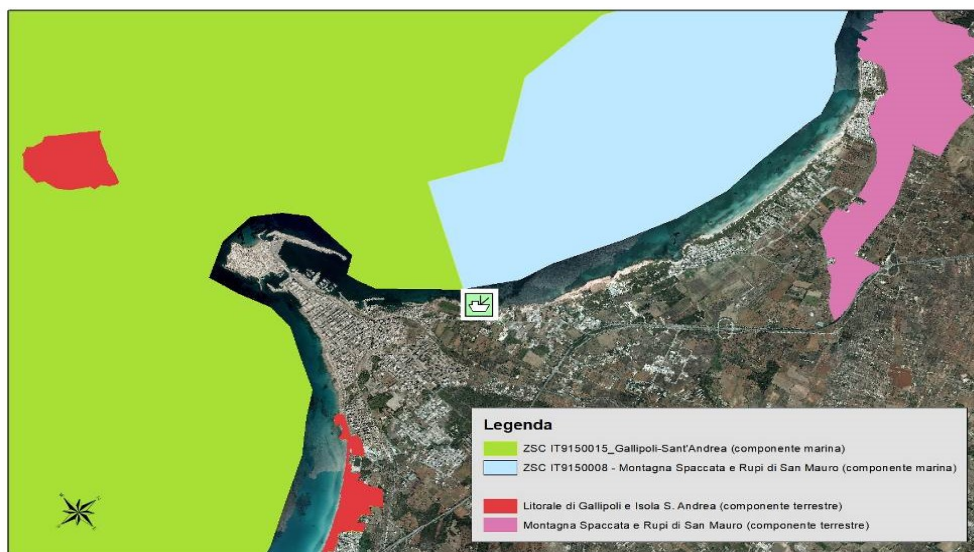 Legenda
ZSC IT9150015_Gallipoli-Sant'Andrea (componente marina)
ZSC IT9150008 - Montagna Spaccata e Rupi di San Mauro (componente marina)
Litorale di Gallipoli e Isola S. Andrea (componente terrestre)
Montagna Spaccata e Rupi di San Mauro (componente terrestre)